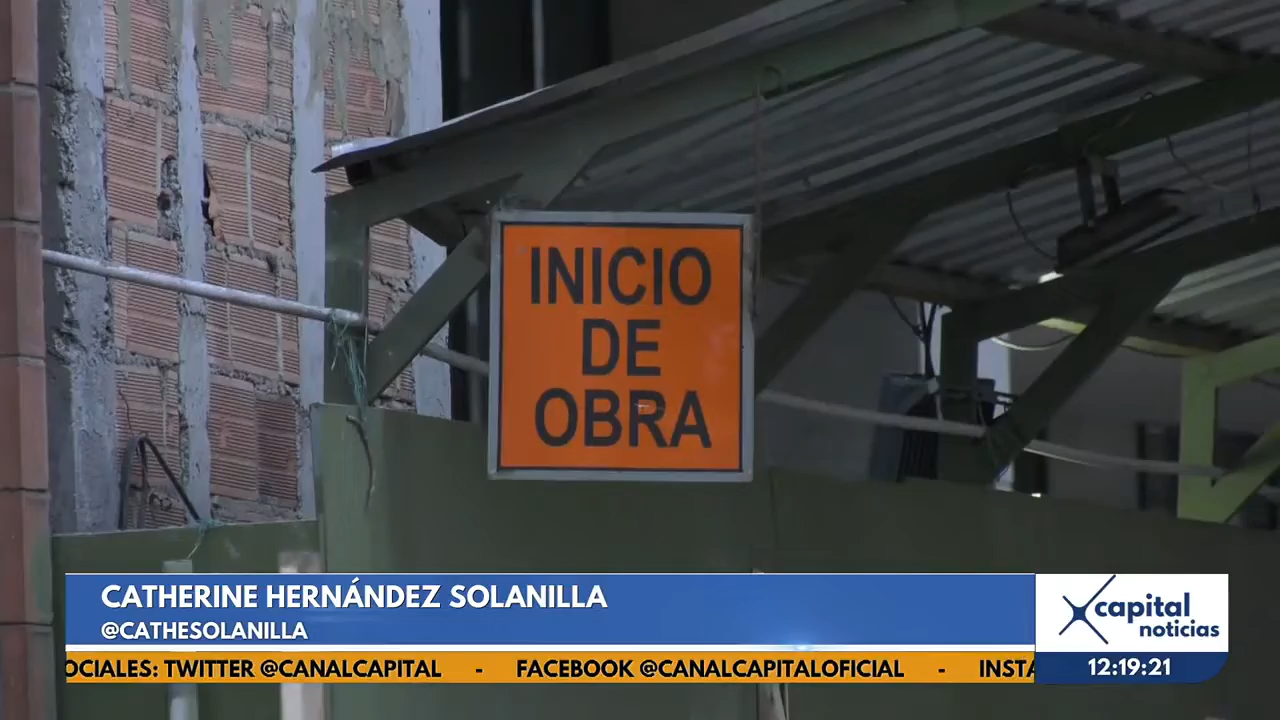 INICIO
DE
OBRA
CATHERINE HERNÁNDEZ SOLANILLA
@CATHESOLANILLA
capital
noticias
OCIALES: TWITTER @CANALCAPITAL - FACEBOOK @CANALCAPITALOFICIAL - INSTA
12:19:21